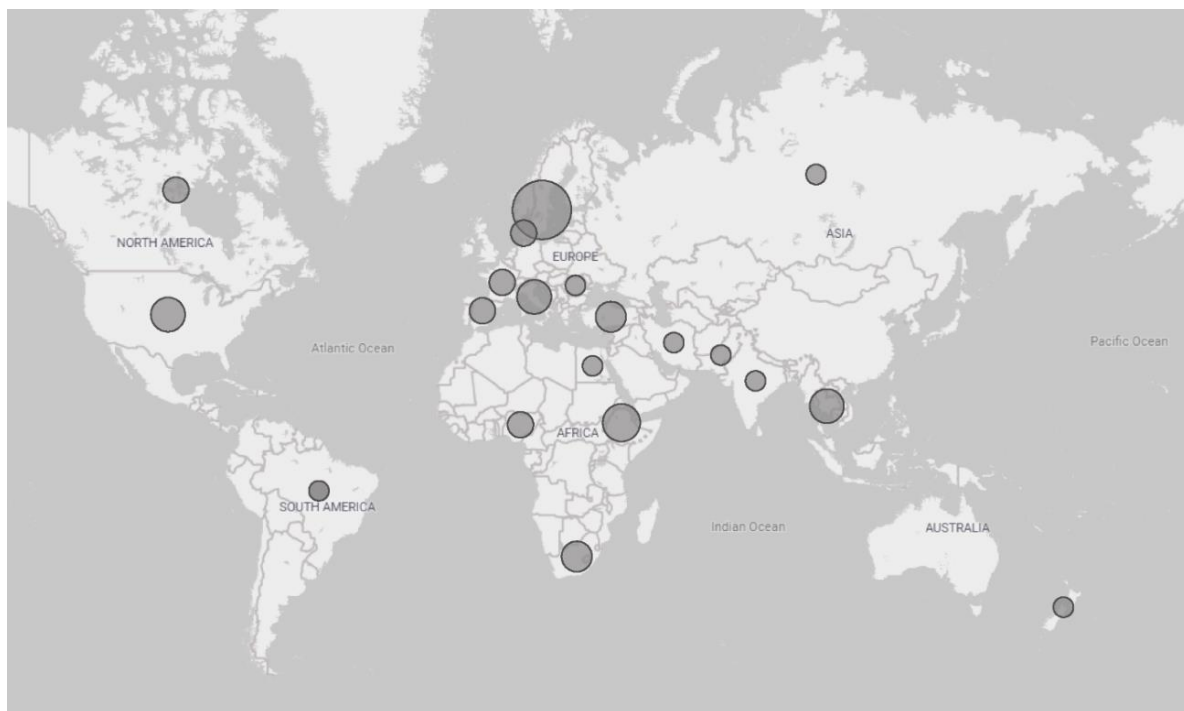 NORTH AMERICA
ASIA
EUROPE
Atlantic Ocean
Pacific Ocean
AFRICA
SOUTH AMERICA
Indian Ocean
AUSTRALIA